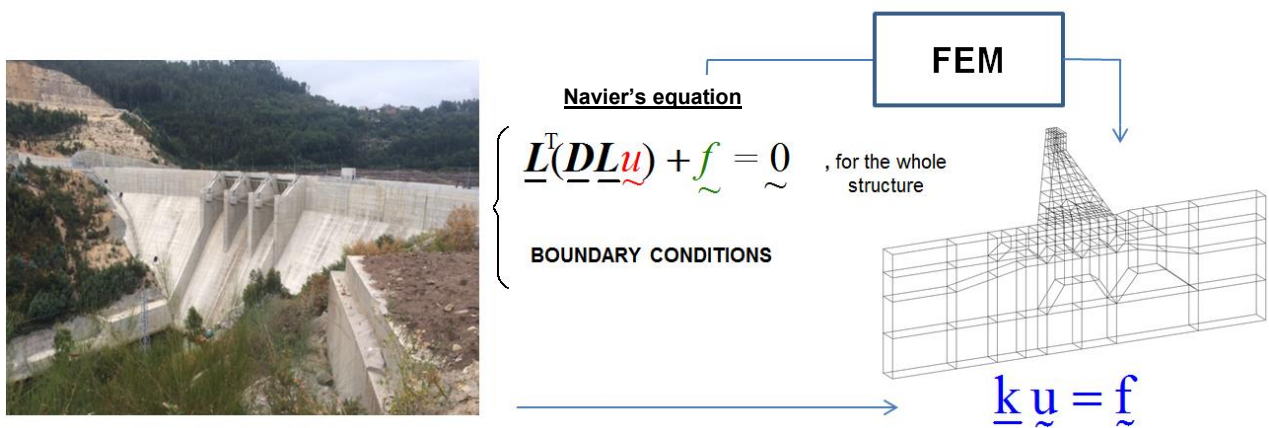 FEM
Navier's equation
L^T(DLu) + f = 0 , for the whole
structure
BOUNDARY CONDITIONS
k u = f